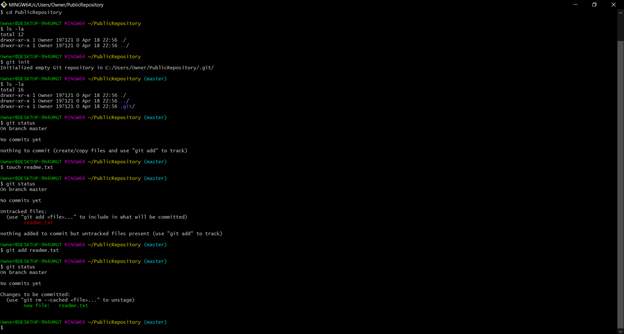 MINGW64:/c/Users/Owner/PublicRepository
$ cd PublicRepository
Owner@DESKTOP-9M4UMGT MINGW64 ~/PublicRepository
$ ls -la
total 12
drwxr-xr-x 1 Owner 197121 0 Apr 18 22:56 ./
drwxr-xr-x 1 Owner 197121 0 Apr 18 22:56 ../
Owner@DESKTOP-9M4UMGT MINGW64 ~/PublicRepository
$ git init
Initialized empty Git repository in C:/Users/Owner/PublicRepository/.git/
Owner@DESKTOP-9M4UMGT MINGW64 ~/PublicRepository (master)
$ ls -la
total 16
drwxr-xr-x 1 Owner 197121 0 Apr 18 22:56 ./
drwxr-xr-x 1 Owner 197121 0 Apr 18 22:56 ../
drwxr-xr-x 1 Owner 197121 0 Apr 18 22:56 .git/
Owner@DESKTOP-9M4UMGT MINGW64 ~/PublicRepository (master)
$ git status
On branch master
No commits yet
nothing to commit (create/copy files and use "git add" to track)
Owner@DESKTOP-9M4UMGT MINGW64 ~/PublicRepository (master)
$ touch readme.txt
Owner@DESKTOP-9M4UMGT MINGW64 ~/PublicRepository (master)
$ git status
On branch master
No commits yet
Untracked files:
(use "git add <file>..." to include in what will be committed)
readme.txt
nothing added to commit but untracked files present (use "git add" to track)
Owner@DESKTOP-9M4UMGT MINGW64 ~/PublicRepository (master)
$ git add readme.txt
Owner@DESKTOP-9M4UMGT MINGW64 ~/PublicRepository (master)
$ git status
On branch master
No commits yet
Changes to be committed:
(use "git rm --cached <file>..." to unstage)
new file:   readme.txt
Owner@DESKTOP-9M4UMGT MINGW64 ~/PublicRepository (master)
$